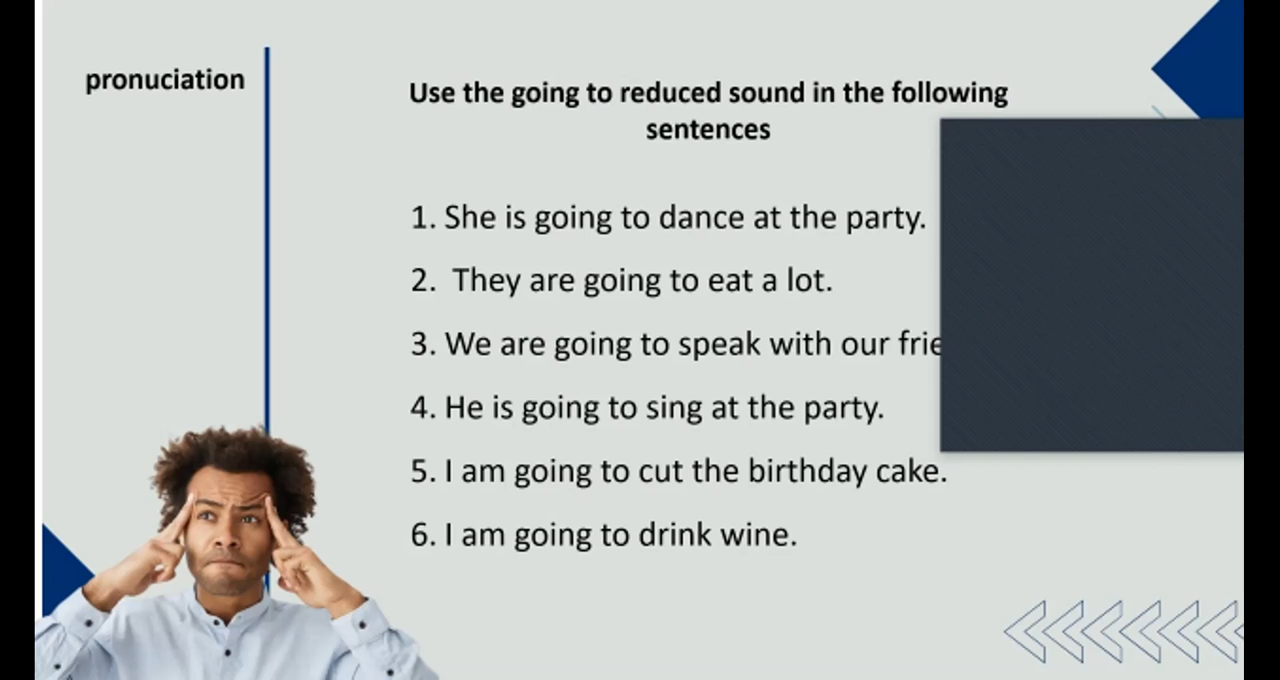 pronuciation
Use the going to reduced sound in the following
sentences
1. She is going to dance at the party.
2. They are going to eat a lot.
3. We are going to speak with our
4. He is going to sing at the party.
5. I am going to cut the birthday cake.
6. I am going to drink wine.